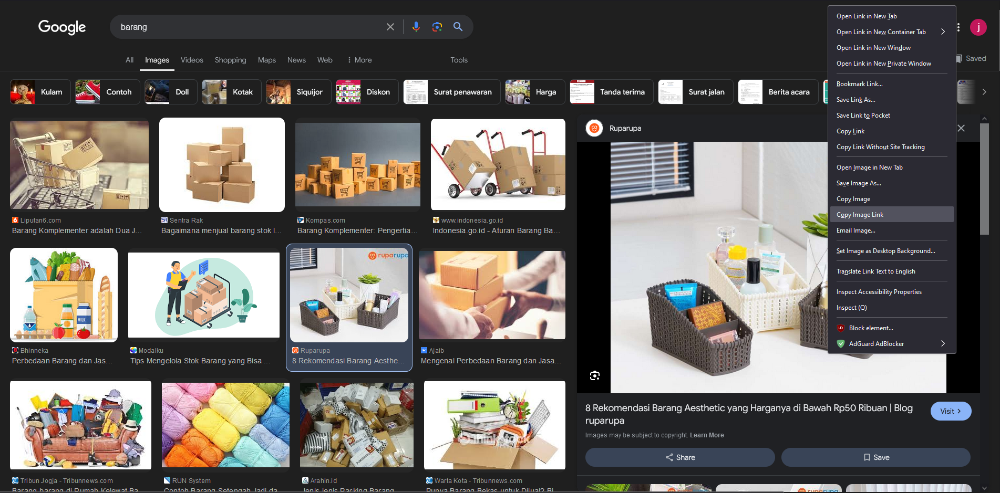 Google
barang
j
All
Images
Videos
Shopping
Maps
News
Web
More
Tools
Saved
Kulam
Contoh
Doll
Kotak
Siquijor
Diskon
Surat penawaran
Harga
Tanda terima
Surat jalan
Berita acara
Open Link in New Tab
Open Link in New Container Tab
Open Link in New Window
Open Link in New Private Window
Bookmark Link...
Save Link As...
Save Link to Pocket
Copy Link
Copy Link Without Site Tracking
Open Image in New Tab
Save Image As...
Copy Image
Copy Image Link
Email Image...
Set Image as Desktop Background...
Translate Link Text to English
Inspect Accessibility Properties
Inspect (Q)
Block element...
AdGuard AdBlocker
FRAGILE
Liputan6.com
Barang Komplementer adalah Dua J...
Sentra Rak
Bagaimana menjual barang stok l...
Kompas.com
Barang Komplementer: Pengertia...
www.indonesia.go.id
Indonesia.go.id - Aturan Barang Ba...
MILK
Bhinneka
Perbedaan Barang dan Jas...
Modalku
Tips Mengelola Stok Barang yang Bisa ...
ruparupa
Ruparupa
8 Rekomendasi Barang Aesthe...
Ajaib
Mengenal Perbedaan Barang dan Jasa...
Tribun Jogja - Tribunnews.com
Barang-barang di Rumah Kelewat Ba...
RUN System
Contoh Barang Setengah Jadi da...
Arahin.id
Jenis-jenis Packing Barang
thinkstock
Warta Kota - Tribunnews.com
Punya Barang Bekas untuk Dijual? Bi...
Ruparupa
8 Rekomendasi Barang Aesthetic yang Harganya di Bawah Rp50 Ribuan | Blog
ruparupa
Visit
Images may be subject to copyright. Learn More
Share
Save
ruparupa